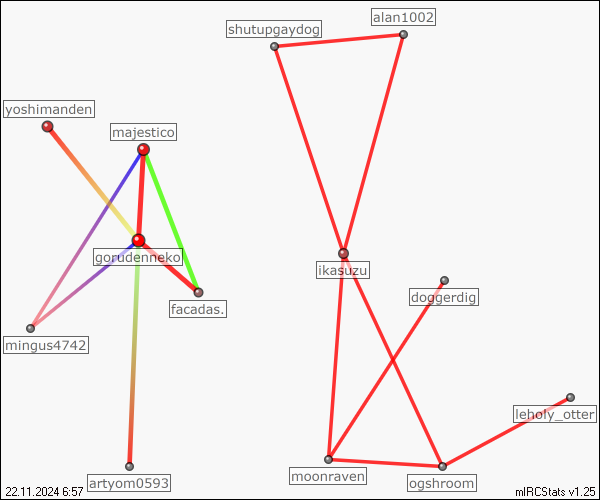 alan1002
shutupgaydog
yoshimanden
majestico
gorudenneko
ikasuzu
doggerdig
facadas.
mingus4742
leholy_otter
moonraven
ogshroom
artyom0593
22.11.2024 6:57
mIRCStats v1.25